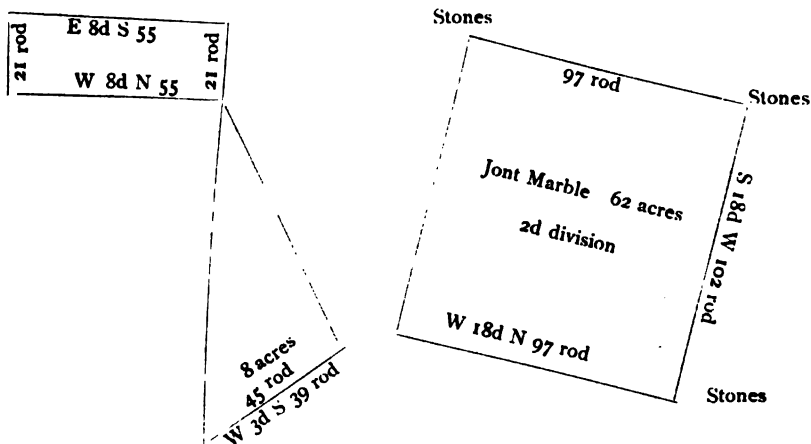 E 8d S 55
21 rod
21 rod
W 8d N 55
8 acres
45 rod
W 3d S 39 rod
Stones
97 rod
Stones
Jont Marble 62 acres
2d division
S 18d W 102 rod
W 18d N 97 rod
Stones